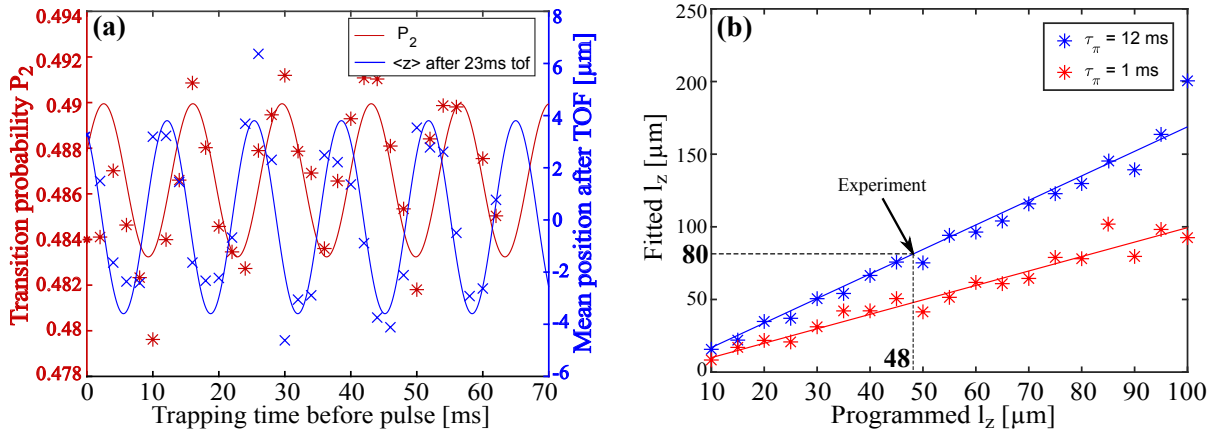 (a)
P₂
<z> after 23ms tof
Transition probability P₂
0.494
0.492
0.49
0.488
0.486
0.484
0.482
0.48
0.478
0 10 20 30 40 50 60 70
Trapping time before pulse [ms]
8
6
4
2
0
-2
-4
-6
Mean position after TOF [μm]
(b)
τπ = 12 ms
τπ = 1 ms
Fitted l_z [μm]
250
200
150
100
80
50
0
Experiment
48
10 20 30 40 50 60 70 80 90 100
Programmed l_z [μm]